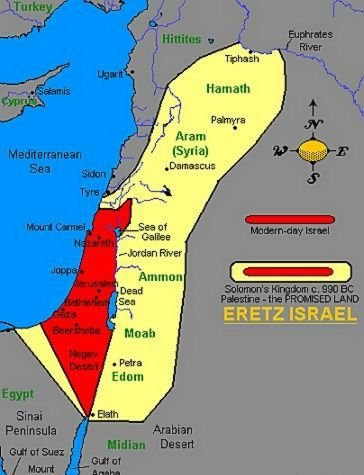 Turkey
Euphrates
River
Hittites
Tiphash
Ugarit
Hamath
Salamis
Cyprus
Palmyra
Aram
(Syria)
N
W
E
S
Mediterranean
Sea
Damascus
Sidon
Tyre
Mount Carmel
Sea of
Galilee
Nazareth
Modern-day Israel
Jordan River
Joppa
Ammon
Jerusalem
Dead
Sea
Bethlehem
Gaza
Solomon's Kingdom c. 990 BC
Palestine - the PROMISED LAND
ERETZ ISRAEL
Beersheba
Moab
Negev
Desert
Petra
Edom
Egypt
Sinai
Peninsula
Elath
Arabian
Desert
Midian
Gulf of Suez
Mount
Gulf of
Aqaba